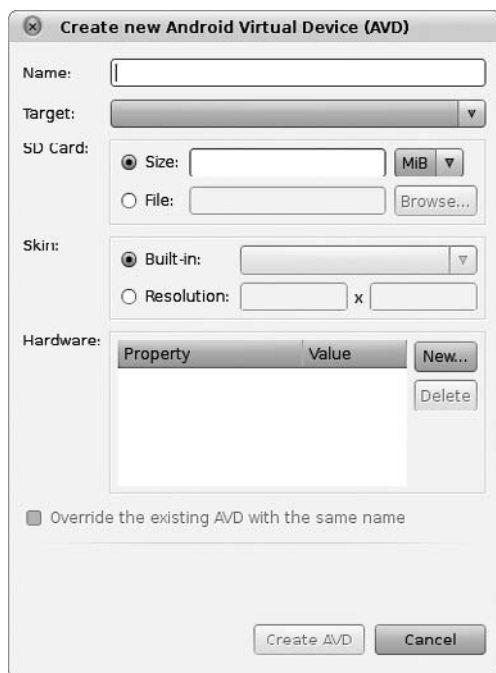 Create new Android Virtual Device (AVD)
Name:
Target:
SD Card:
Size:
MiB
File:
Browse...
Skin:
Built-in:
Resolution:
x
Hardware:
Property Value
New...
Delete
Override the existing AVD with the same name
Create AVD
Cancel